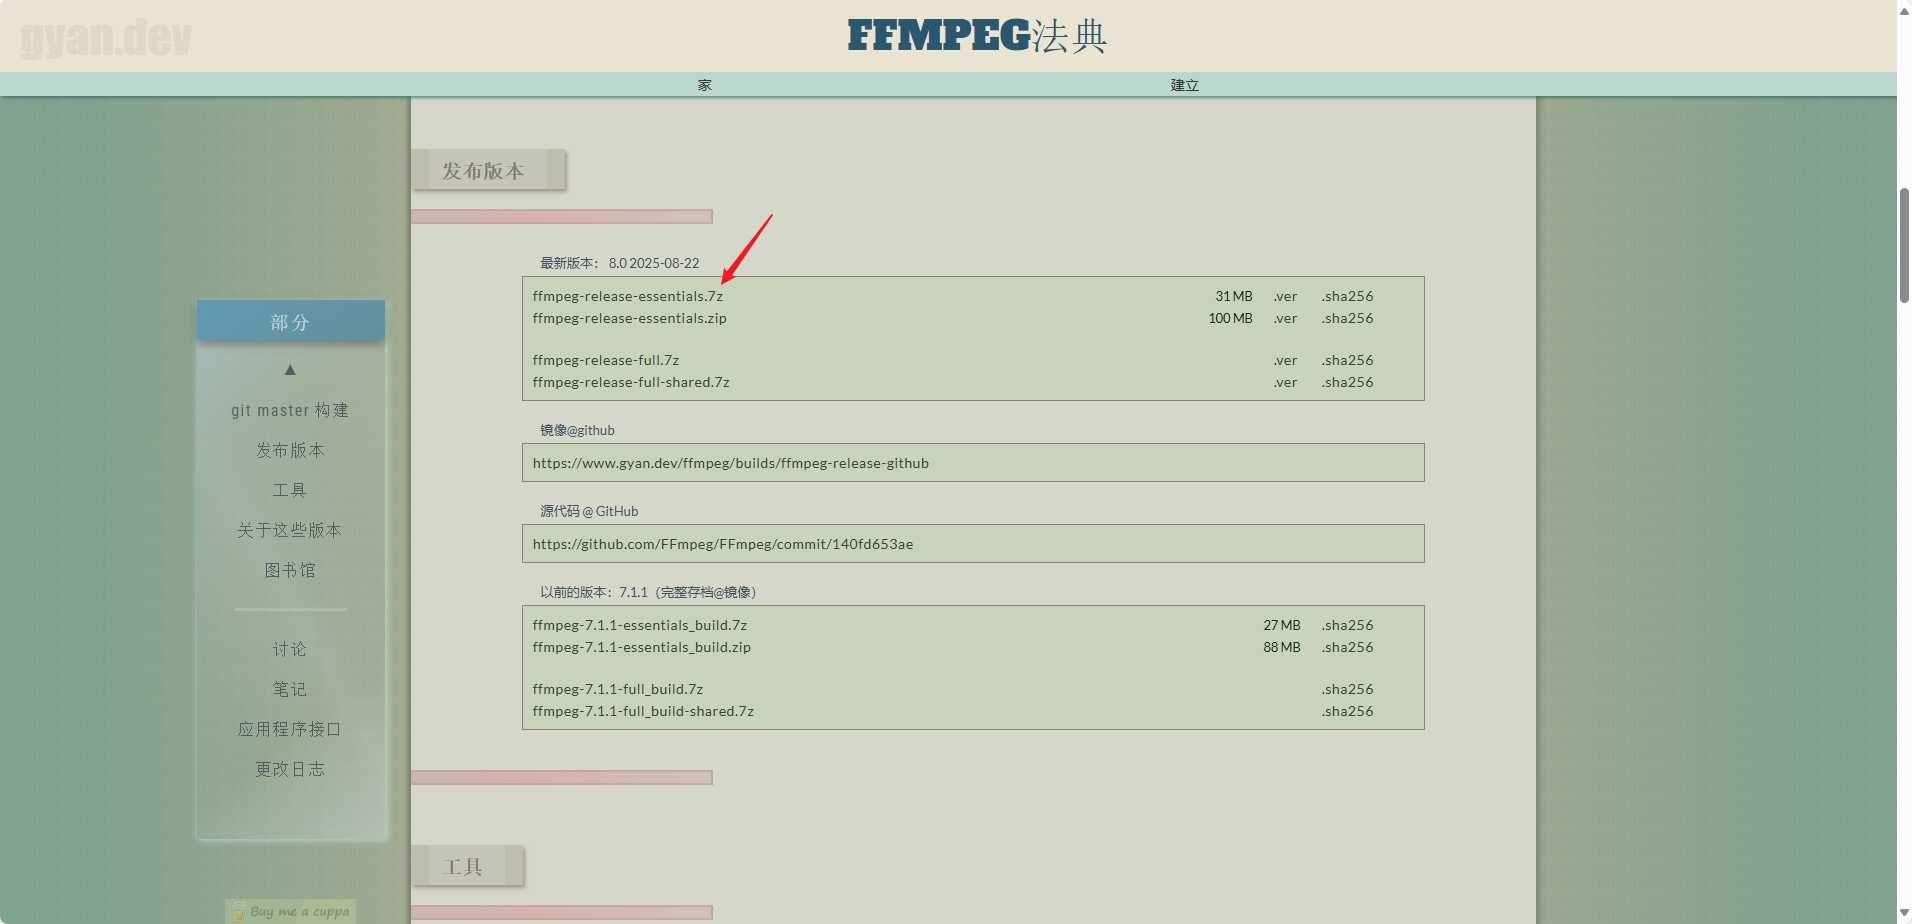 gyan.dev
FFMPEG法典
家
建立
发布版本
最新版本： 8.0 2025-08-22
ffmpeg-release-essentials.7z 31 MB .ver .sha256
ffmpeg-release-essentials.zip 100 MB .ver .sha256
ffmpeg-release-full.7z .ver .sha256
ffmpeg-release-full-shared.7z .ver .sha256
镜像@github
https://www.gyan.dev/ffmpeg/builds/ffmpeg-release-github
源代码 @ GitHub
https://github.com/FFmpeg/FFmpeg/commit/140fd653ae
以前的版本：7.1.1（完整存档@镜像）
ffmpeg-7.1.1-essentials_build.7z 27 MB .sha256
ffmpeg-7.1.1-essentials_build.zip 88 MB .sha256
ffmpeg-7.1.1-full_build.7z .sha256
ffmpeg-7.1.1-full_build-shared.7z .sha256
工具
部分
▲
git master 构建
发布版本
工具
关于这些版本
图书馆
讨论
笔记
应用程序接口
更改日志
Buy me a cuppa